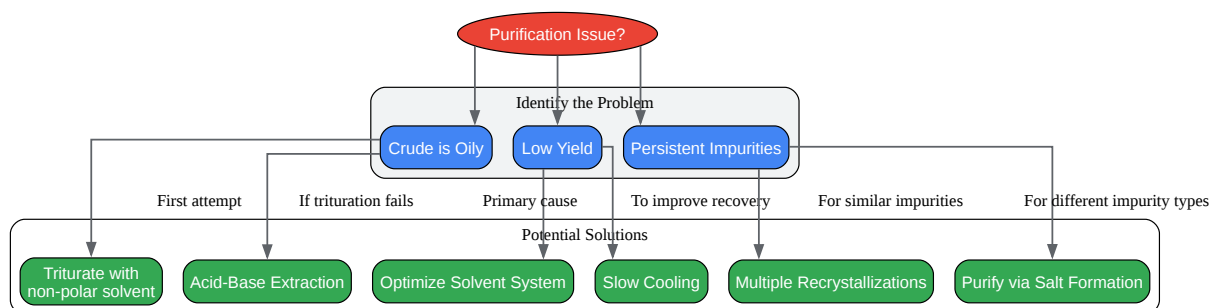 Purification Issue?
Identify the Problem
Crude is Oily
Low Yield
Persistent Impurities
First attempt
If trituration fails
Primary cause
To improve recovery
For similar impurities
For different impurity types
Potential Solutions
Triturate with
non-polar solvent
Acid-Base Extraction
Optimize Solvent System
Slow Cooling
Multiple Recrystallizations
Purify via Salt Formation